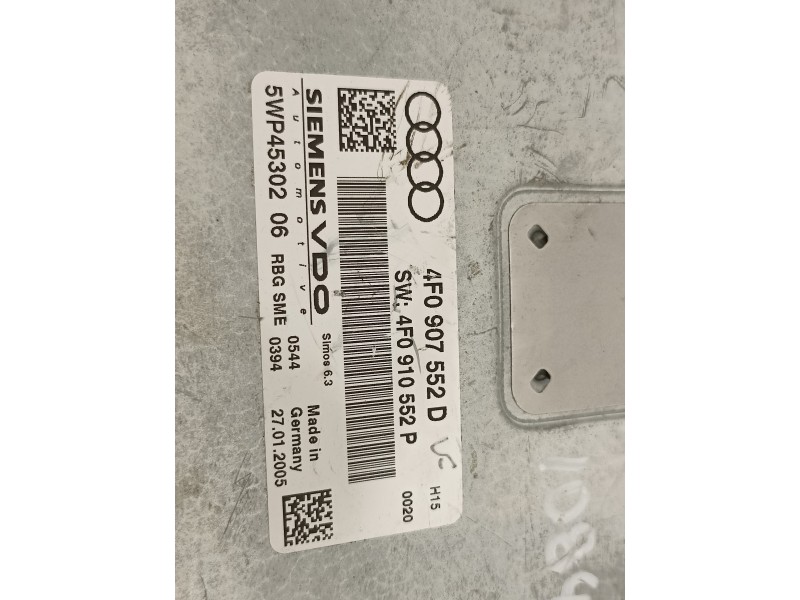 4F0 907 552 D H15
SW: 4F0 910 552 P 0020
SIEMENS VDO Simos 6.3
Automotive
5WP45302 06 RBG SME 0544
0394
Made in
Germany
27.01.2005